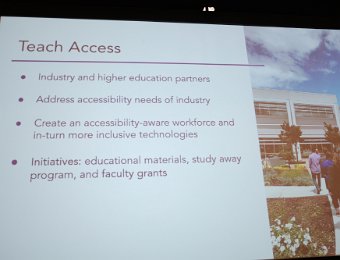 Teach Access
• Industry and higher education partners
• Address accessibility needs of industry
• Create an accessibility-aware workforce and
in-turn more inclusive technologies
• Initiatives: educational materials, study away
program, and faculty grants